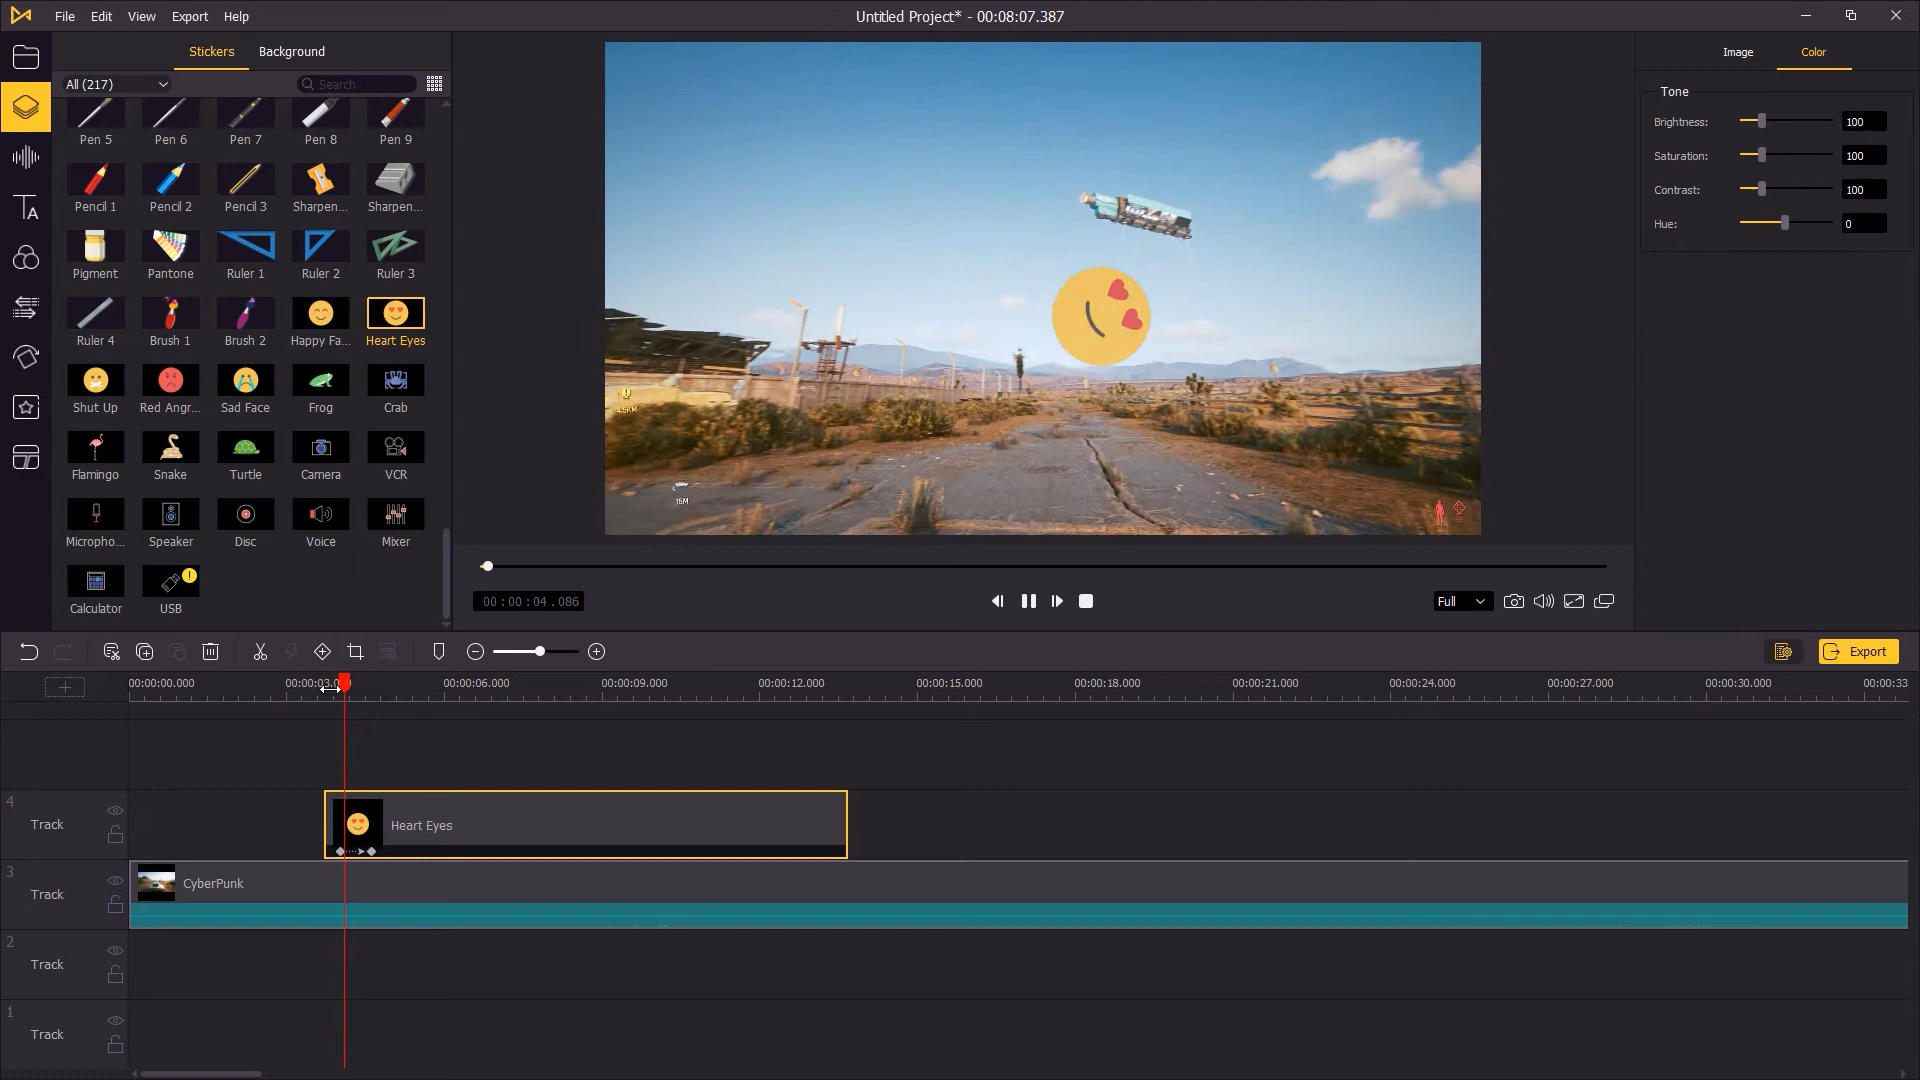 File Edit View Export Help
Untitled Project* - 00:08:07.387
Stickers Background
All (217)
Search
Pen 5 Pen 6 Pen 7 Pen 8 Pen 9
Pencil 1 Pencil 2 Pencil 3 Sharpen... Sharpen...
Pigment Pantone Ruler 1 Ruler 2 Ruler 3
Ruler 4 Brush 1 Brush 2 Happy Fa... Heart Eyes
Shut Up Red Angr... Sad Face Frog Crab
Flamingo Snake Turtle Camera VCR
Micropho... Speaker Disc Voice Mixer
Calculator USB
4.5KM
15M
Image Color
Tone
Brightness: 100
Saturation: 100
Contrast: 100
Hue: 0
00:00:04.086
Full
Export
00:00:00.000 00:00:03.0 00:00:06.000 00:00:09.000 00:00:12.000 00:00:15.000 00:00:18.000 00:00:21.000 00:00:24.000 00:00:27.000 00:00:30.000 00:00:33
4
Track
Heart Eyes
3
Track
CyberPunk
2
Track
1
Track